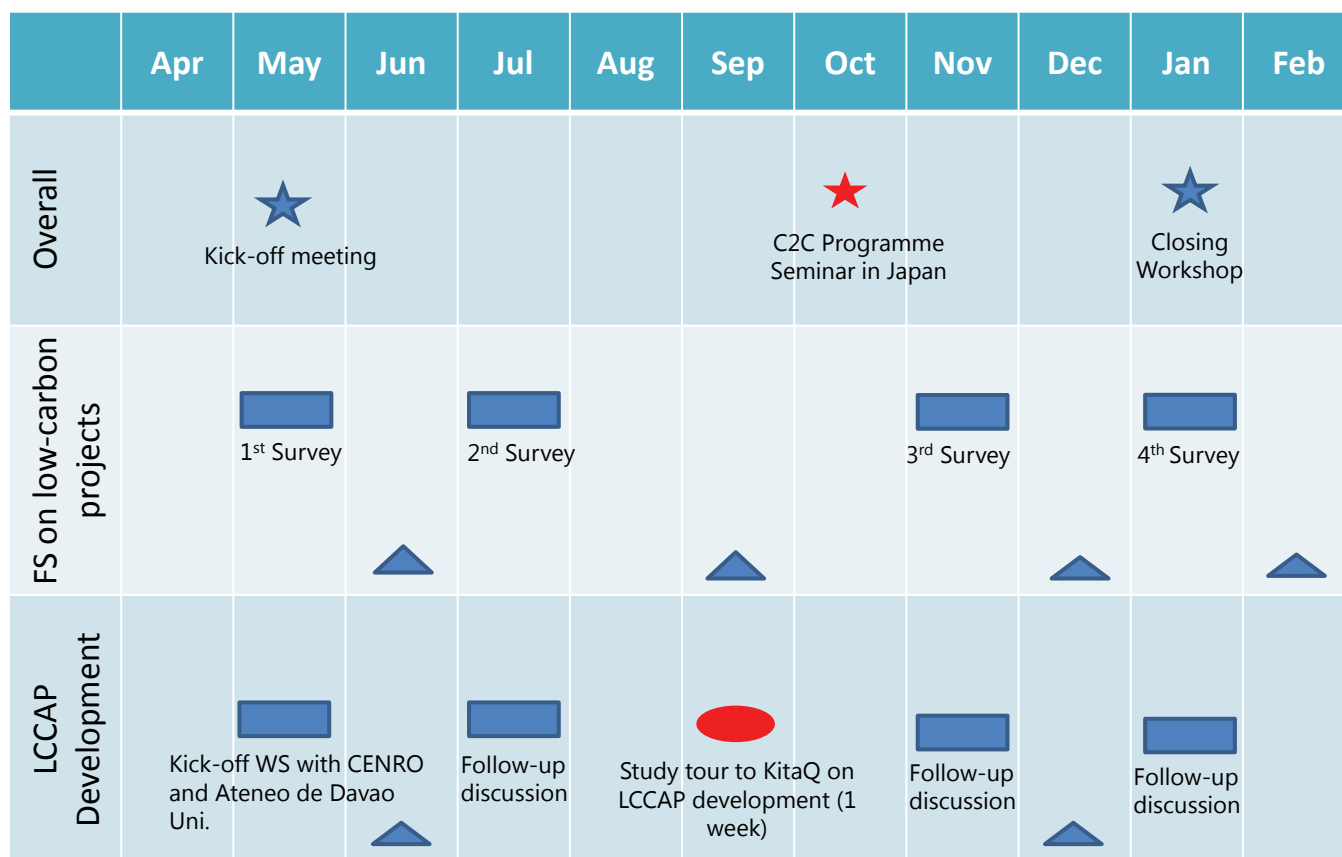 Apr May Jun Jul Aug Sep Oct Nov Dec Jan Feb
Overall
Kick-off meeting
C2C Programme
Seminar in Japan
Closing
Workshop
FS on low-carbon
projects
1st Survey
2nd Survey
3rd Survey
4th Survey
LCCAP
Development
Kick-off WS with CENRO
and Ateneo de Davao
Uni.
Follow-up
discussion
Study tour to KitaQ on
LCCAP development (1
week)
Follow-up
discussion
Follow-up
discussion